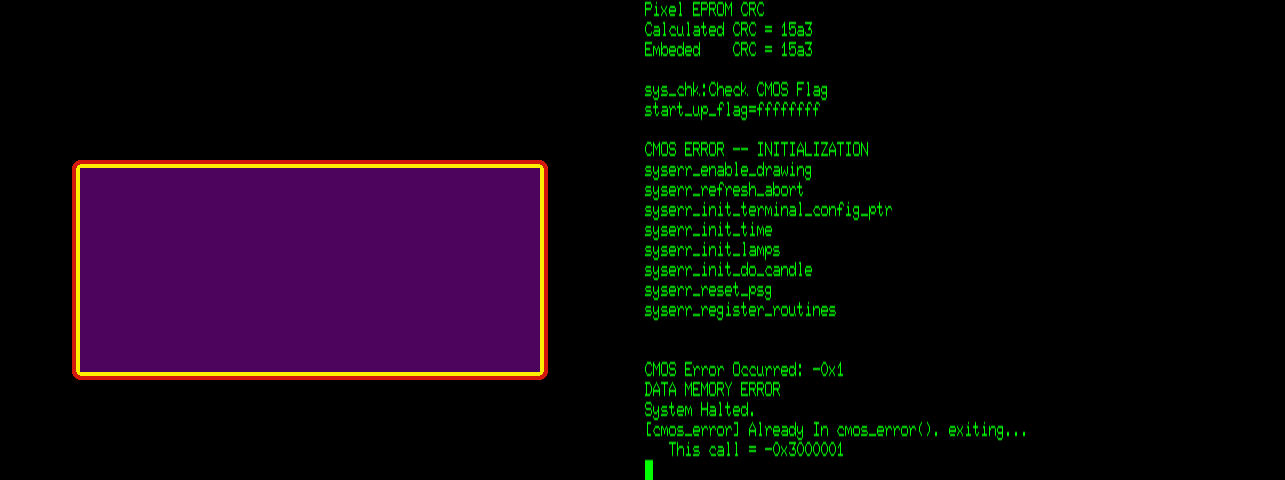 Pixel EPROM CRC
Calculated CRC = 15a3
Embeded    CRC = 15a3
sys_chk:Check CMOS Flag
start_up_flag=ffffffff
CMOS ERROR -- INITIALIZATION
syserr_enable_drawing
syserr_refresh_abort
syserr_init_terminal_config_ptr
syserr_init_time
syserr_init_lamps
syserr_init_do_candle
syserr_reset_psg
syserr_register_routines
CMOS Error Occurred: -0x1
DATA MEMORY ERROR
System Halted.
[cmos_error] Already In cmos_error(). exiting...
   This call = -0x3000001